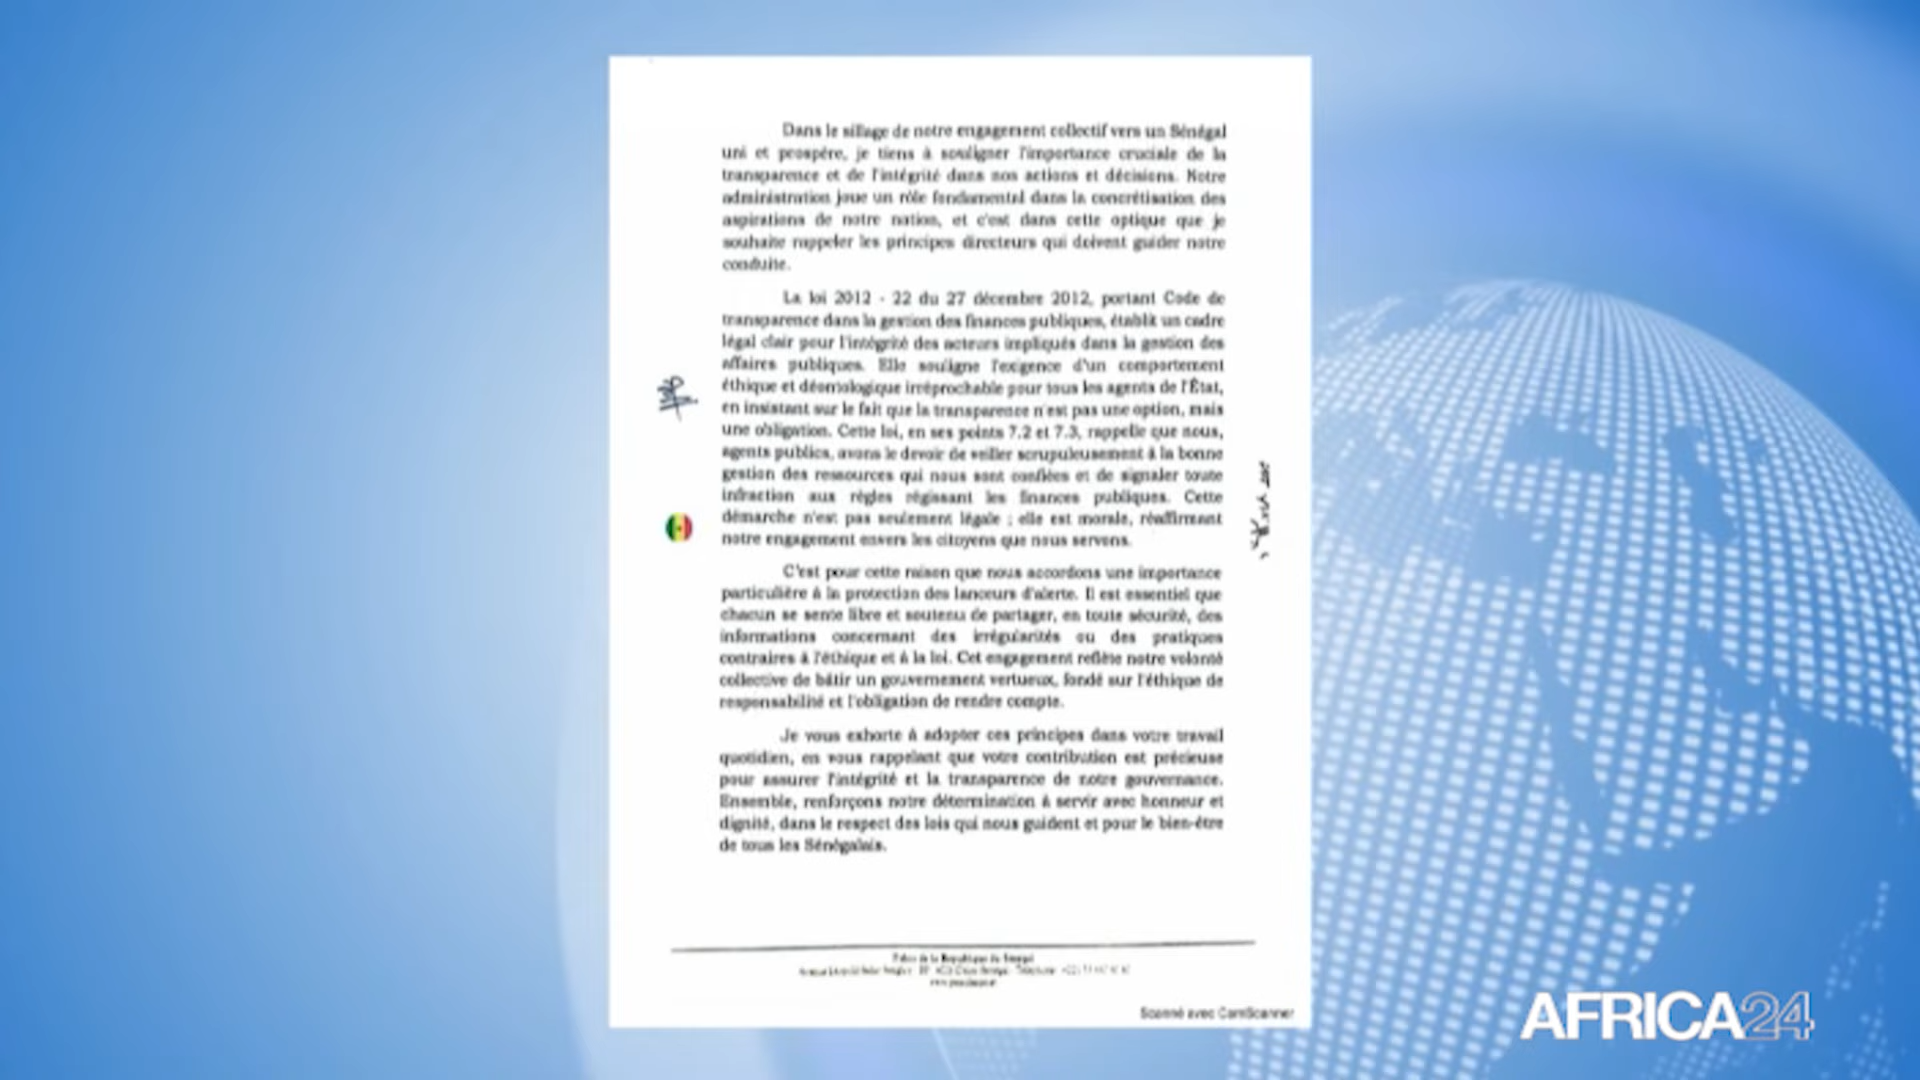 Dans le sillage de notre engagement collectif vers un Sénégal
uni et prospère, je tiens à souligner l'importance cruciale de la
transparence et de l'intégrité dans nos actions et décisions. Notre
administration joue un rôle fondamental dans la concrétisation des
aspirations de notre nation, et c'est dans cette optique que je
souhaite rappeler les principes directeurs qui doivent guider notre
conduite.
La loi 2012 - 22 du 27 décembre 2012, portant Code de
transparence dans la gestion des finances publiques, établit un cadre
légal clair pour l'intégrité des acteurs impliqués dans la gestion des
affaires publiques. Elle souligne l'exigence d'un comportement
éthique et déontologique irréprochable pour tous les agents de l'État,
en insistant sur le fait que la transparence n'est pas une option, mais
une obligation. Cette loi, en ses points 7.2 et 7.3, rappelle que nous,
agents publics, avons le devoir de veiller scrupuleusement à la bonne
gestion des ressources qui nous sont confiées et de signaler toute
infraction aux règles régissant les finances publiques. Cette
démarche n'est pas seulement légale ; elle est morale, réaffirmant
notre engagement envers les citoyens que nous servons.
C'est pour cette raison que nous accordons une importance
particulière à la protection des lanceurs d'alerte. Il est essentiel que
chacun se sente libre et soutenu de partager, en toute sécurité, des
informations concernant des irrégularités ou des pratiques
contraires à l'éthique et à la loi. Cet engagement reflète notre volonté
collective de bâtir un gouvernement vertueux, fondé sur l'éthique de
responsabilité et l'obligation de rendre compte.
Je vous exhorte à adopter ces principes dans votre travail
quotidien, en vous rappelant que votre contribution est précieuse
pour assurer l'intégrité et la transparence de notre gouvernance.
Ensemble, renforçons notre détermination à servir avec honneur et
dignité, dans le respect des lois qui nous guident et pour le bien-être
de tous les Sénégalais.
Palais de la République du Sénégal
Scanné avec CamScanner
AFRICA24